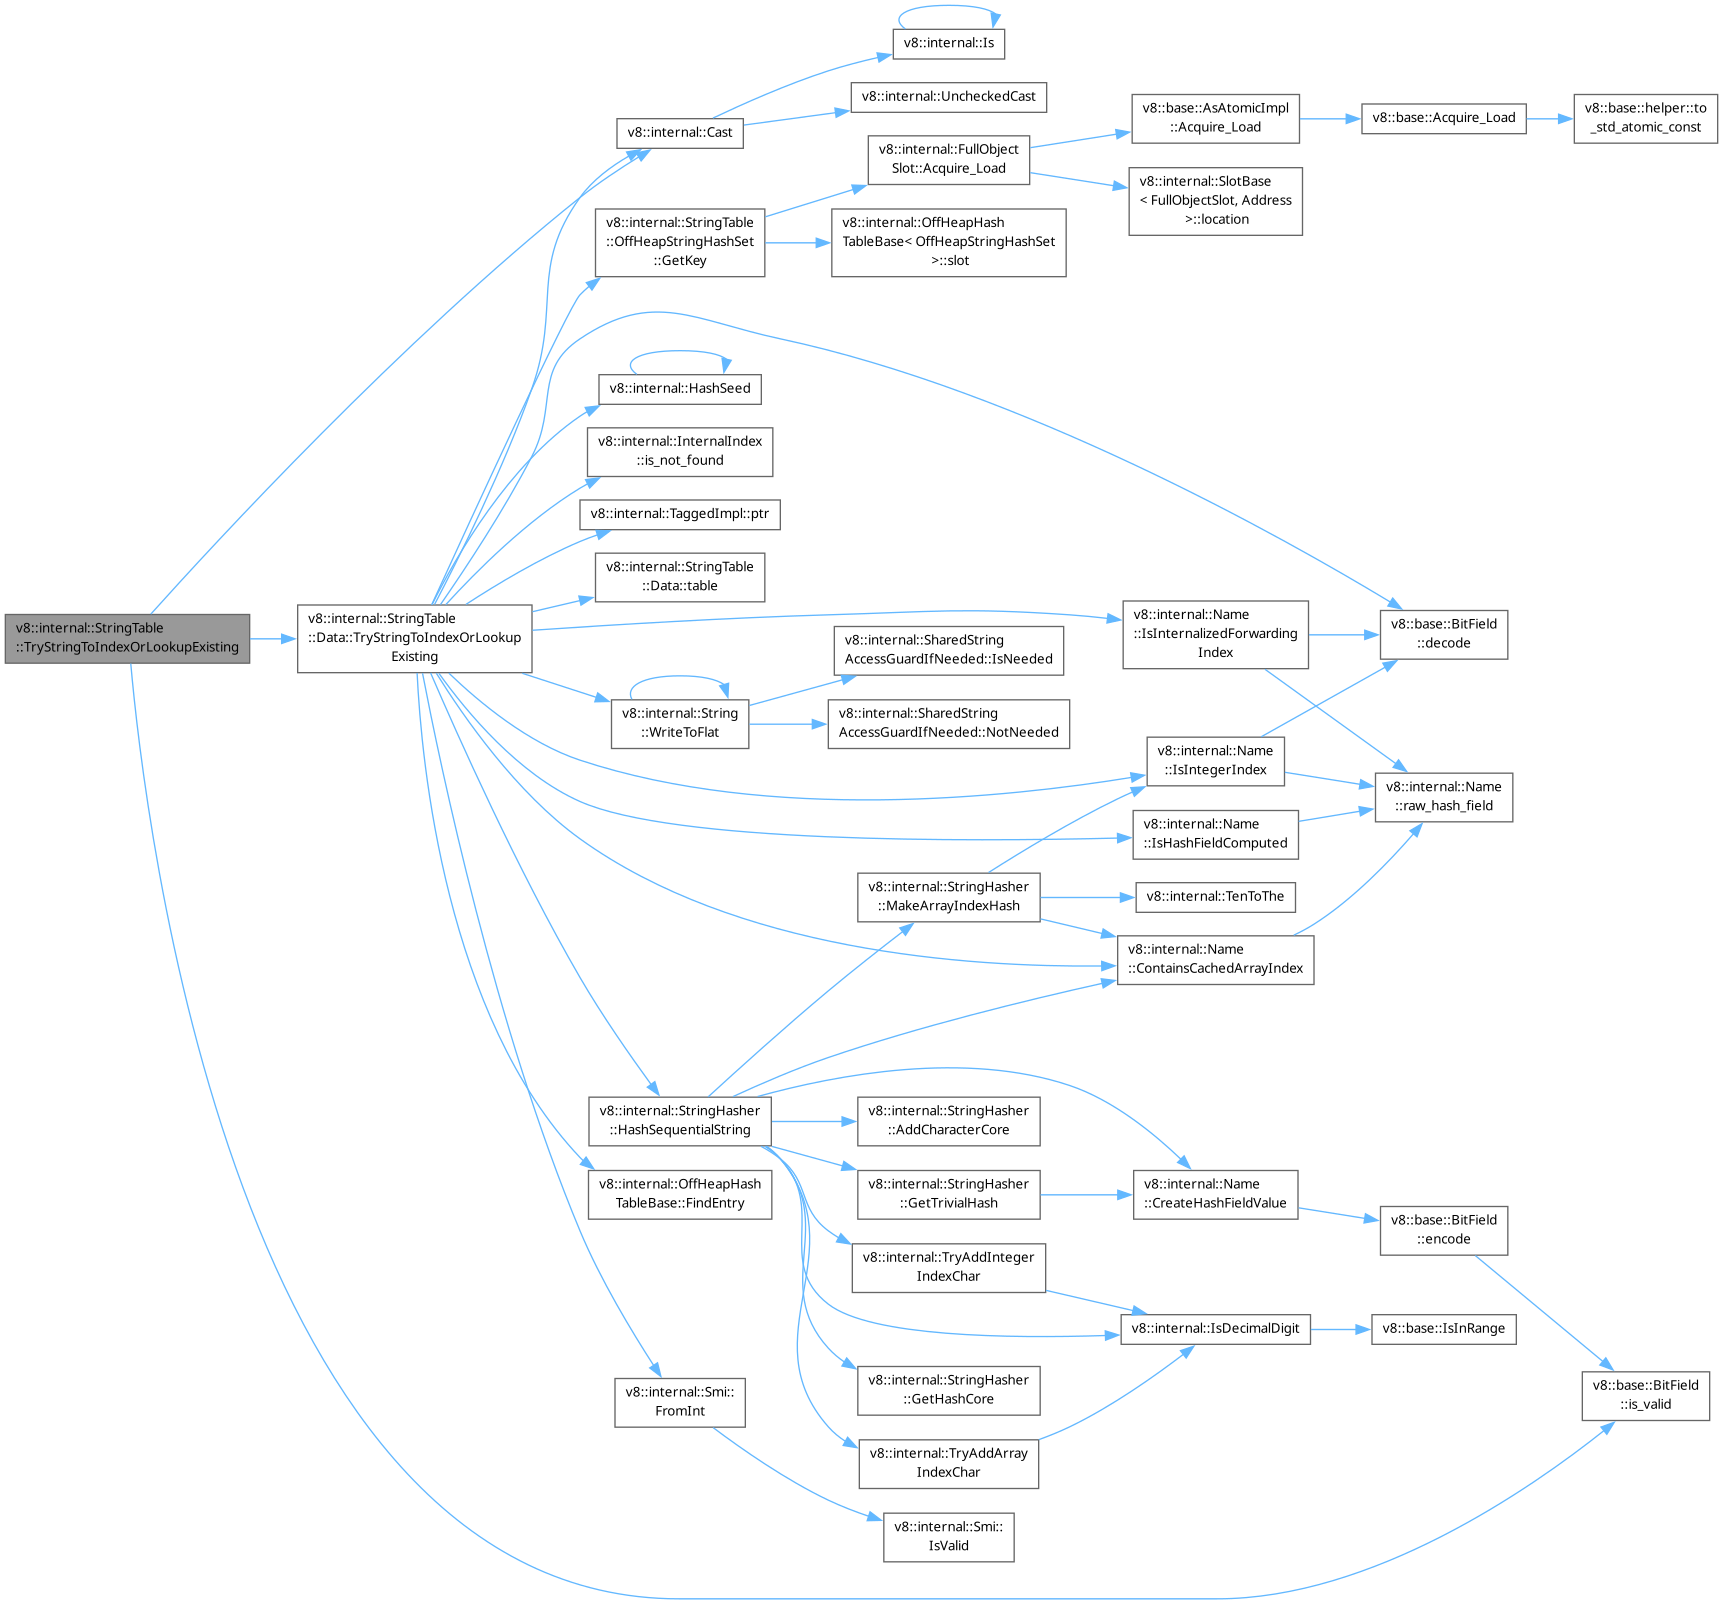 v8::internal::Is
v8::internal::UncheckedCast
v8::internal::Cast
v8::base::AsAtomicImpl
::Acquire_Load
v8::base::Acquire_Load
v8::base::helper::to
_std_atomic_const
v8::internal::FullObject
Slot::Acquire_Load
v8::internal::SlotBase
< FullObjectSlot, Address
>::location
v8::internal::StringTable
::OffHeapStringHashSet
::GetKey
v8::internal::OffHeapHash
TableBase< OffHeapStringHashSet
>::slot
v8::internal::HashSeed
v8::internal::InternalIndex
::is_not_found
v8::internal::TaggedImpl::ptr
v8::internal::StringTable
::Data::table
v8::internal::StringTable
::TryStringToIndexOrLookupExisting
v8::internal::StringTable
::Data::TryStringToIndexOrLookup
Existing
v8::internal::Name
::IsInternalizedForwarding
Index
v8::base::BitField
::decode
v8::internal::SharedString
AccessGuardIfNeeded::IsNeeded
v8::internal::String
::WriteToFlat
v8::internal::SharedString
AccessGuardIfNeeded::NotNeeded
v8::internal::Name
::IsIntegerIndex
v8::internal::Name
::raw_hash_field
v8::internal::Name
::IsHashFieldComputed
v8::internal::StringHasher
::MakeArrayIndexHash
v8::internal::TenToThe
v8::internal::Name
::ContainsCachedArrayIndex
v8::internal::StringHasher
::HashSequentialString
v8::internal::StringHasher
::AddCharacterCore
v8::internal::OffHeapHash
TableBase::FindEntry
v8::internal::StringHasher
::GetTrivialHash
v8::internal::Name
::CreateHashFieldValue
v8::base::BitField
::encode
v8::internal::TryAddInteger
IndexChar
v8::internal::IsDecimalDigit
v8::base::IsInRange
v8::internal::StringHasher
::GetHashCore
v8::base::BitField
::is_valid
v8::internal::Smi::
FromInt
v8::internal::TryAddArray
IndexChar
v8::internal::Smi::
IsValid